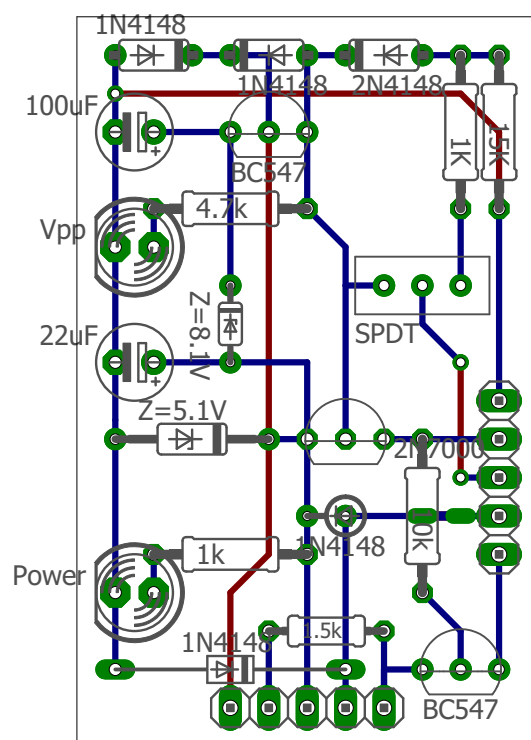 1N4148
1N4148
2N4148
100uF
1K
15K
BC547
Vpp
4.7k
22uF
Z=8.1V
SPDT
Z=5.1V
2N7000
1N4148
10k
Power
1k
1.5k
1N4148
BC547